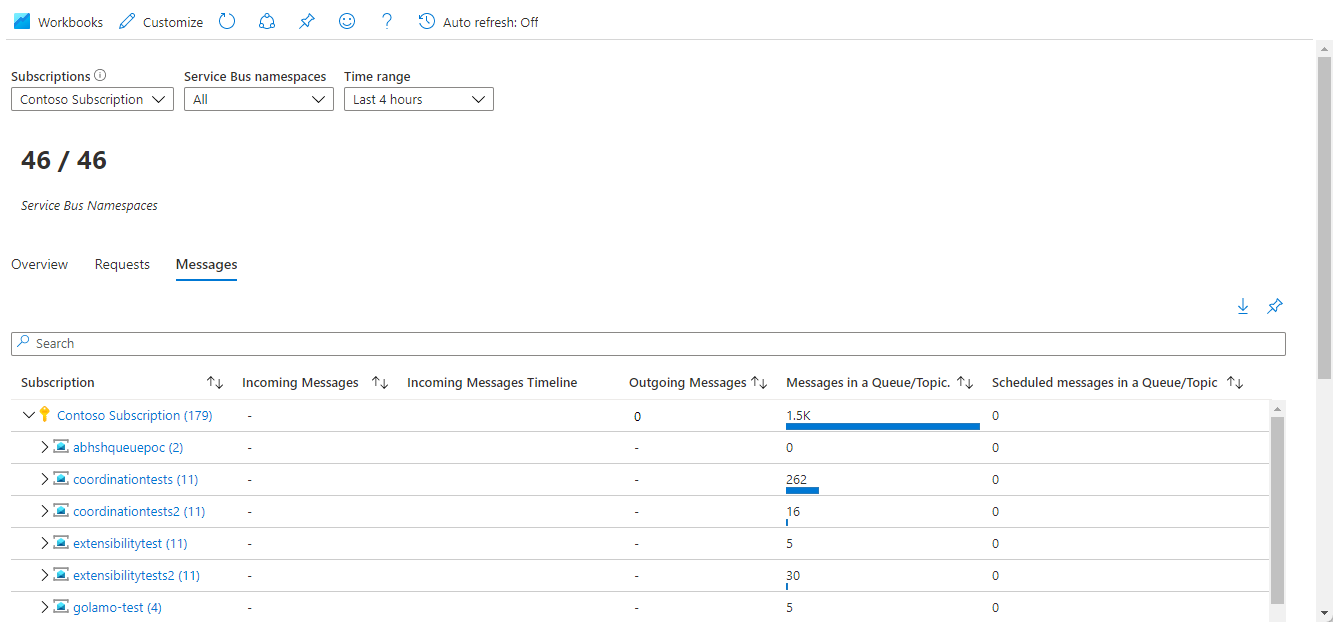 Workbooks Customize ? Auto refresh: Off
Subscriptions Service Bus namespaces Time range
Contoso Subscription All Last 4 hours
46 / 46
Service Bus Namespaces
Overview Requests Messages
Search
Subscription Incoming Messages Incoming Messages Timeline Outgoing Messages Messages in a Queue/Topic. Scheduled messages in a Queue/Topic
Contoso Subscription (179) - 0 1.5K 0
abhshqueuepoc (2) - - 0 0
coordinationtests (11) - - 262 0
coordinationtests2 (11) - - 16 0
extensibilitytest (11) - - 5 0
extensibilitytests2 (11) - - 30 0
golamo-test (4) - - 5 0